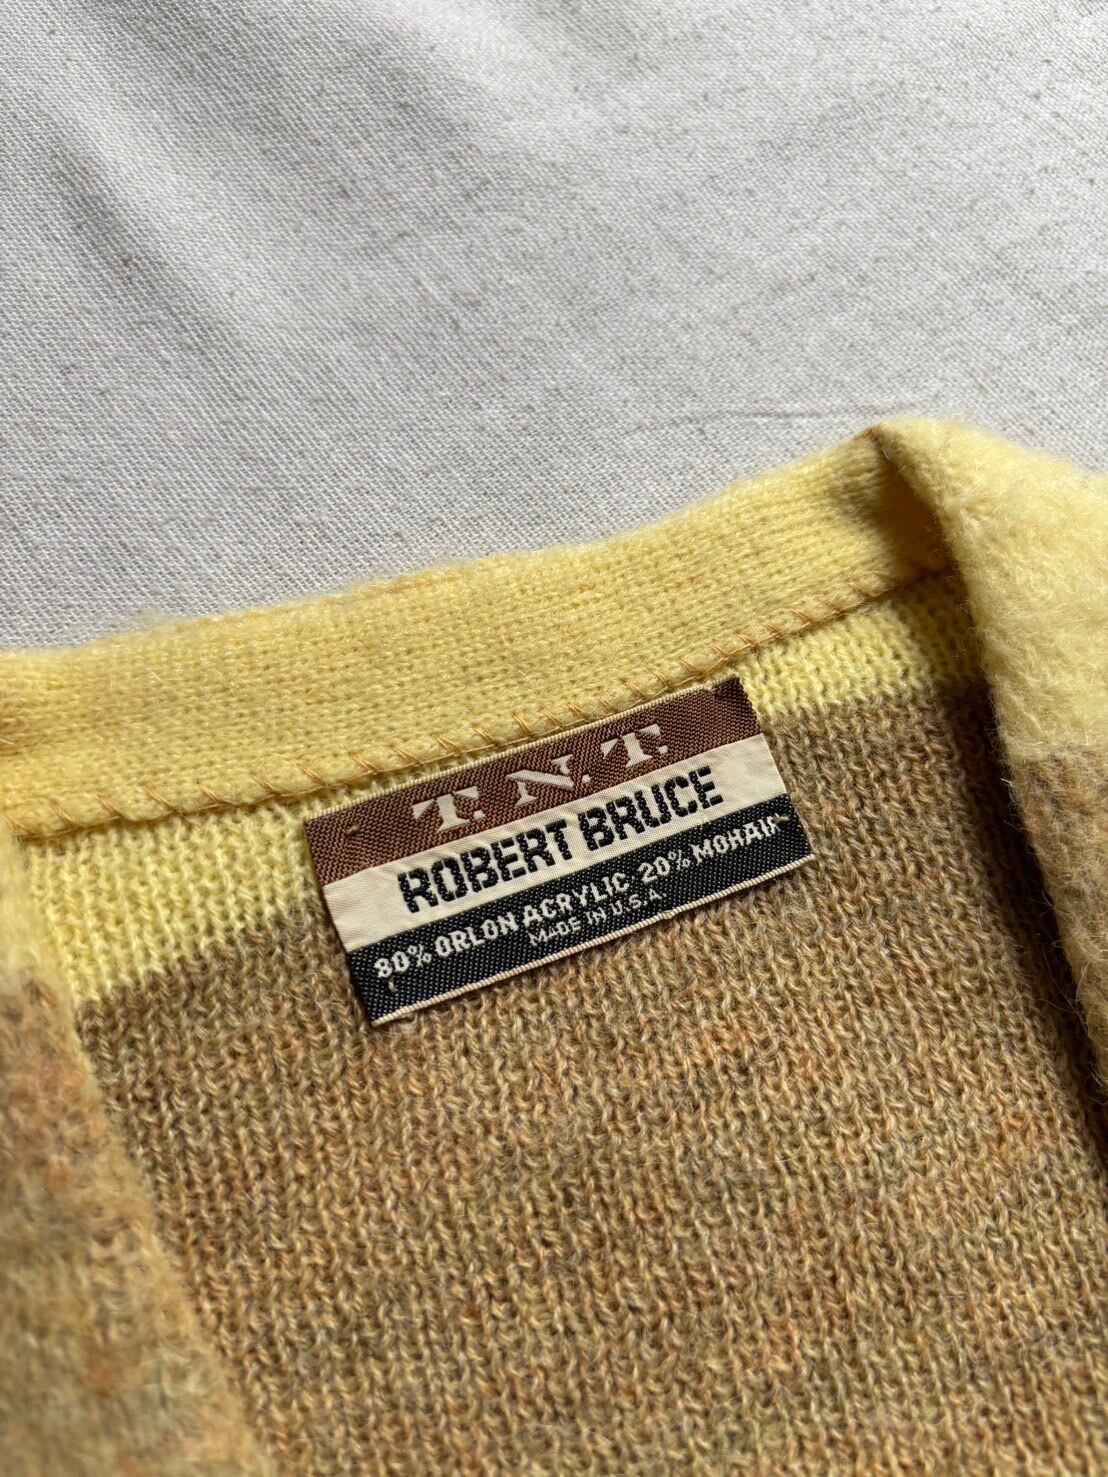 T. N. T.
ROBERT BRUCE
80% ORLON ACRYLIC 20% MOHAIR
MADE IN U.S.A.